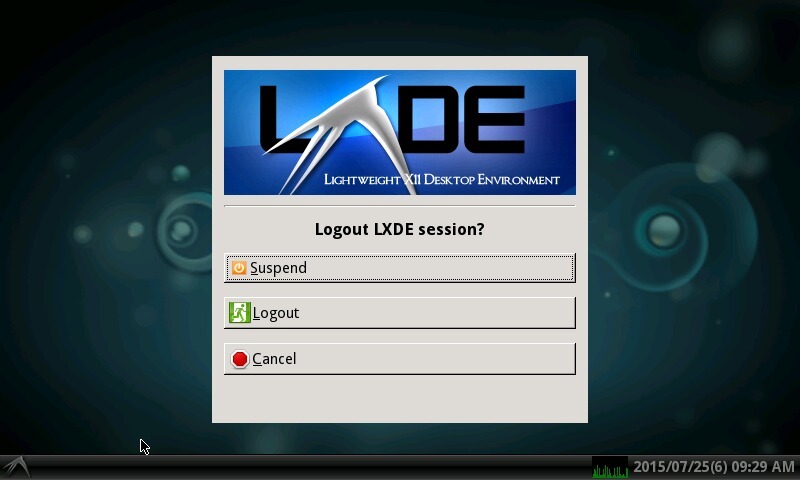 LXDE
Lightweight X11 Desktop Environment
Logout LXDE session?
Suspend
Logout
Cancel
2015/07/25(6) 09:29 AM